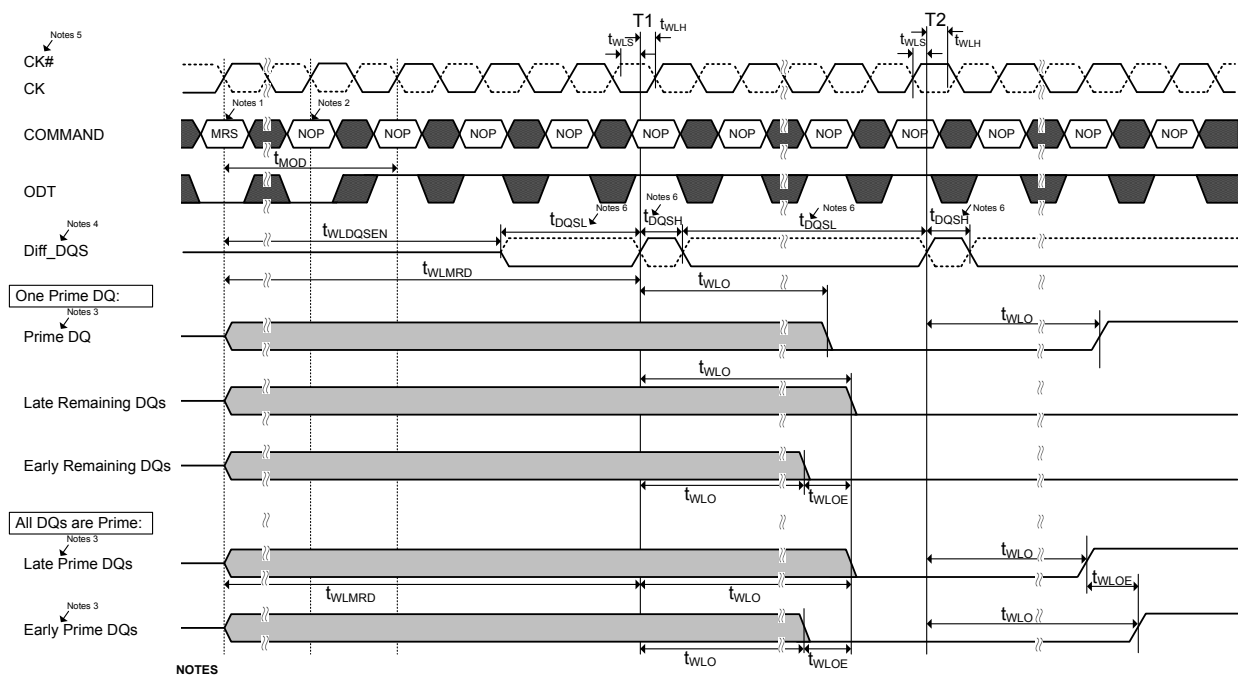 T1
T2
tWLS
tWLH
tWLS
tWLH
Notes 5
CK#
CK
Notes 1
Notes 2
COMMAND
MRS
NOP
NOP
NOP
NOP
NOP
NOP
NOP
NOP
NOP
NOP
NOP
tMOD
ODT
Notes 4
Diff_DQS
tWLDQSEN
tDQSL
Notes 6
tDQSH
Notes 6
tDQSL
Notes 6
tDQSH
Notes 6
tWLMRD
tWLO
One Prime DQ:
Notes 3
Prime DQ
tWLO
tWLO
Late Remaining DQs
Early Remaining DQs
tWLO
tWLOE
All DQs are Prime:
Notes 3
Late Prime DQs
tWLO
tWLMRD
tWLO
tWLOE
Notes 3
Early Prime DQs
tWLO
tWLO
tWLOE
NOTES